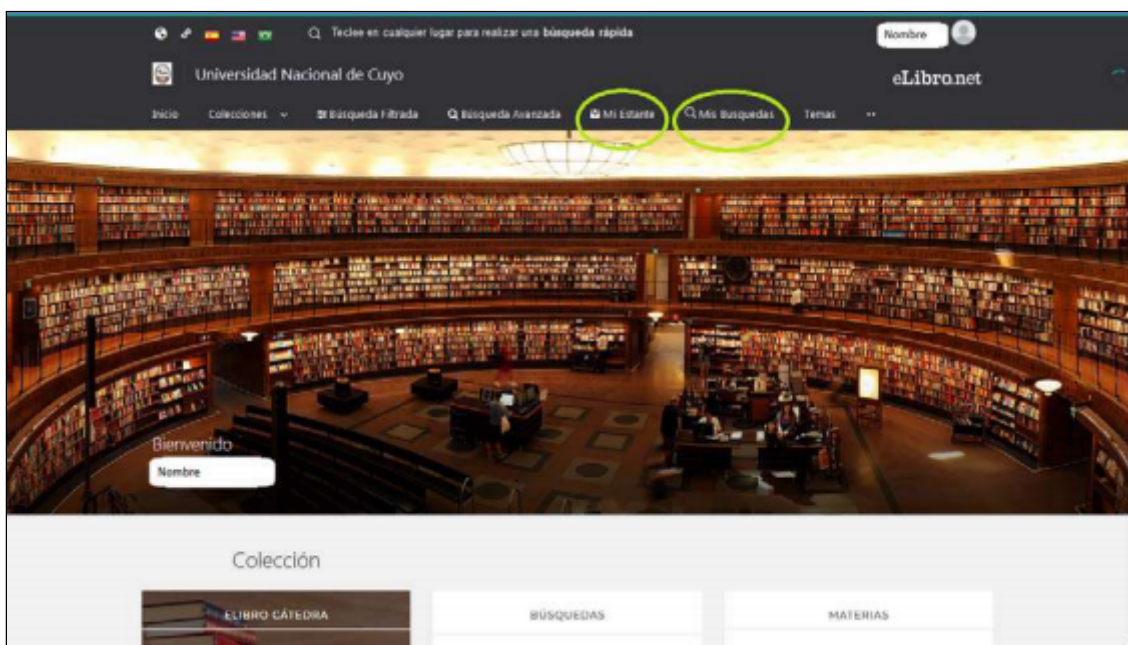 Teclee en cualquier lugar para realizar una búsqueda rápida
Nombre
Universidad Nacional de Cuyo
eLibro.net
Inicio Colecciones Búsqueda Filtrada Búsqueda Avanzada Mi Estante Mis Busquedas Temas
Bienvenido
Nombre
Colección
ELIBRO CÁTEDRA
BÚSQUEDAS
MATERIAS